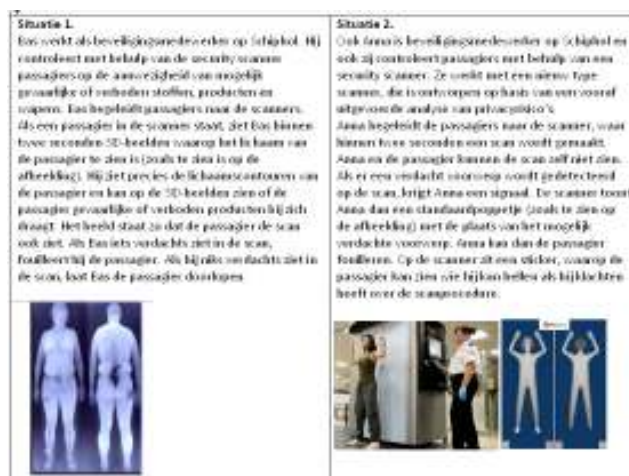 Situatie 1.
Bas werkt als beveiligingsmedewerker op Schiphol. Hij
controleert met behulp van de security scanner
passagiers op de aanwezigheid van mogelijk
gevaarlijke of verboden stoffen, producten en
wapens. Bas begeleidt passagiers naar de scanners.
Als een passagier in de scanner staat, ziet Bas binnen
twee seconden 3D-beelden waarop het lichaam van
de passagier te zien is (zoals te zien is op de
afbeelding). Hij ziet precies de lichaamscontouren van
de passagier en kan op de 3D-beelden zien of de
passagier gevaarlijke of verboden producten bij zich
draagt. Het beeld staat zo dat de passagier de scan
ook ziet. Als Bas iets verdachts ziet in de scan,
fouilleert hij de passagier. Als hij niks verdachts ziet in
de scan, laat Bas de passagier doorlopen
Situatie 2.
Ook Anna is beveiligingsmedewerker op Schiphol en
ook zij controleert passagiers met behulp van een
security scanner. Ze werkt met een nieuw type
scanner, die is ontworpen op basis van een vooraf
uitgevoerde analyse van privacyrisico's.
Anna begeleidt de passagiers naar de scanner, waar
binnen twee seconden een scan wordt gemaakt.
Anna en de passagier kunnen de scan zelf niet zien.
Als er een verdacht voorwerp wordt gedetecteerd
op de scan, krijgt Anna een signaal. De scanner toont
Anna dan een standaardpoppetje (zoals te zien op
de afbeelding) met de plaats van het mogelijk
verdachte voorwerp. Anna kan dan de passagier
fouilleren. Op de scanner zit een sticker, waarop de
passagier kan zien wie hij kan bellen als hij klachten
heeft over de scanprocedure.